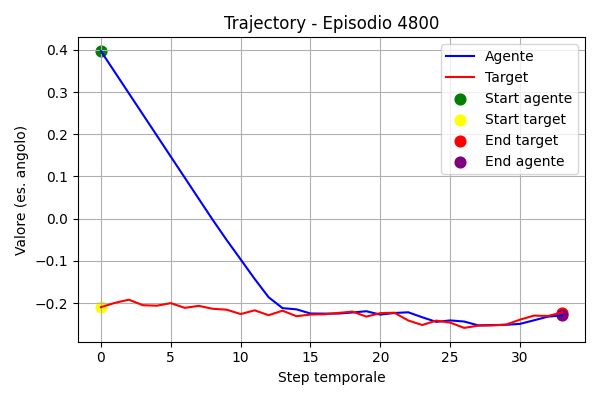 Trajectory - Episodio 4800
Valore (es. angolo)
0.4
0.3
0.2
0.1
0.0
−0.1
−0.2
Agente
Target
Start agente
Start target
End target
End agente
0 5 10 15 20 25 30
Step temporale